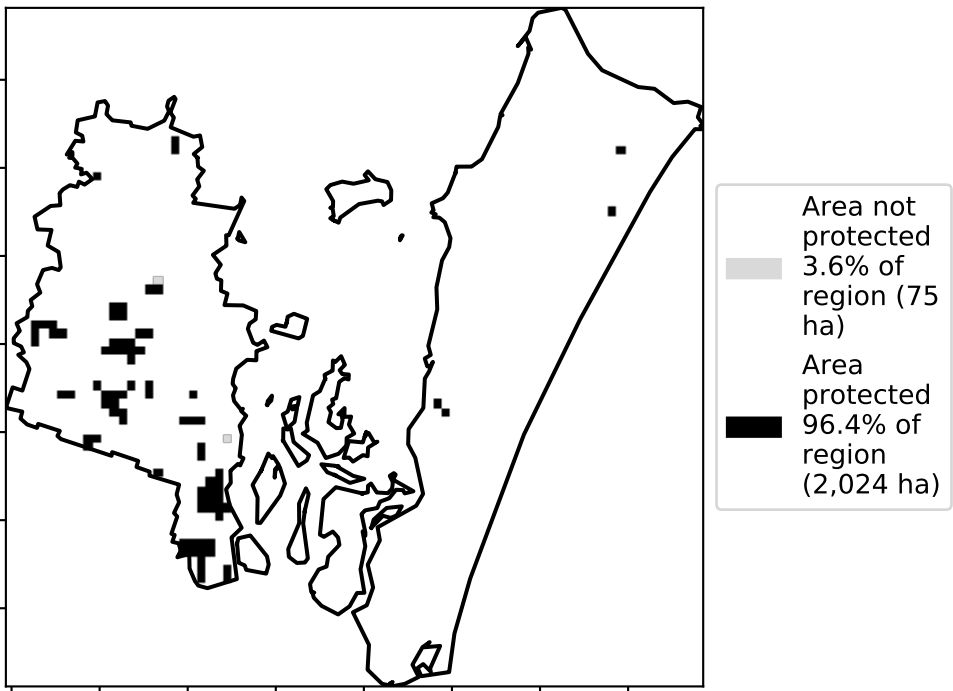 Area not
protected
3.6% of
region (75
ha)
Area
protected
96.4% of
region
(2,024 ha)